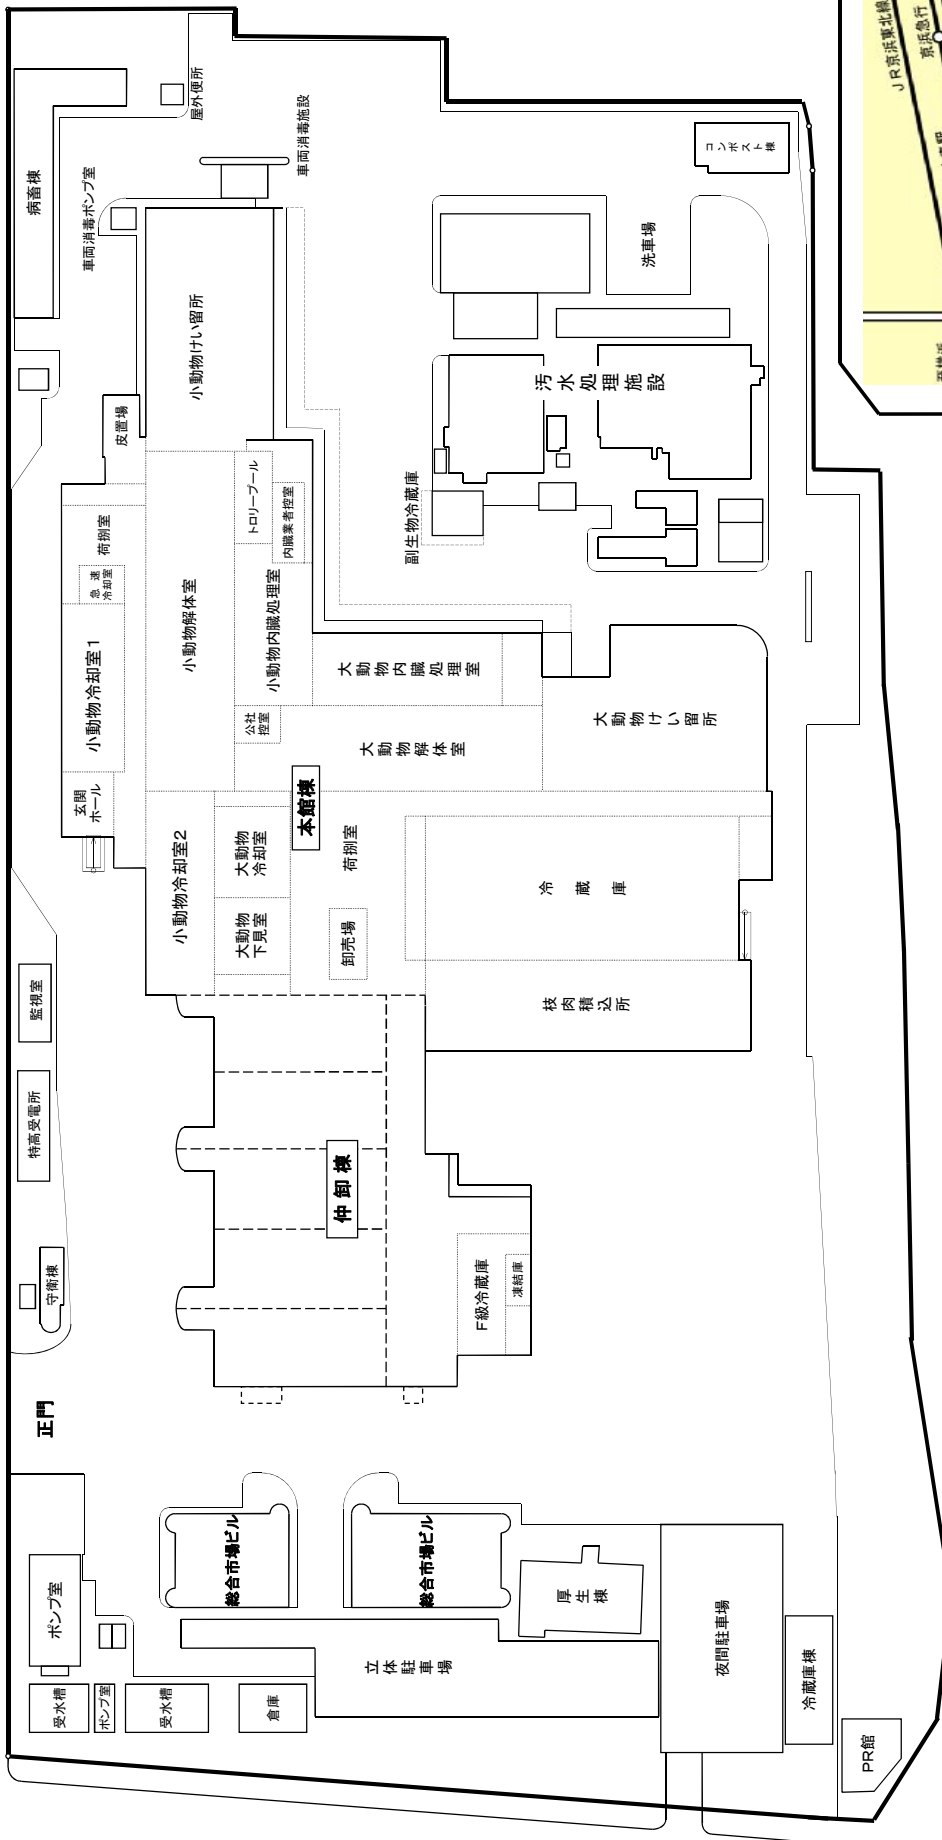 病畜棟
屋外便所
車両消毒施設
車両消毒ポンプ室
コンポスト棟
洗車場
小動物けい留所
汚水処理施設
皮置場
副生物冷蔵庫
荷捌室
急速
冷却室
トロリープール
内臓業者控室
小動物解体室
小動物内臓処理室
小動物冷却室1
大動物内臓処理室
大動物けい留所
公社
控室
大動物解体室
玄関
ホール
本館棟
小動物冷却室2
大動物
冷却室
荷捌室
冷蔵庫
大動物
下見室
卸売場
枝肉積込所
監視室
特高受電所
仲卸棟
守衛棟
F級冷蔵庫
凍結庫
正門
総合市場ビル
総合市場ビル
厚生棟
ポンプ室
立体駐車場
夜間駐車場
受水槽
ポンプ室
受水槽
倉庫
冷蔵庫棟
PR館
JR京浜東北線
京浜急行